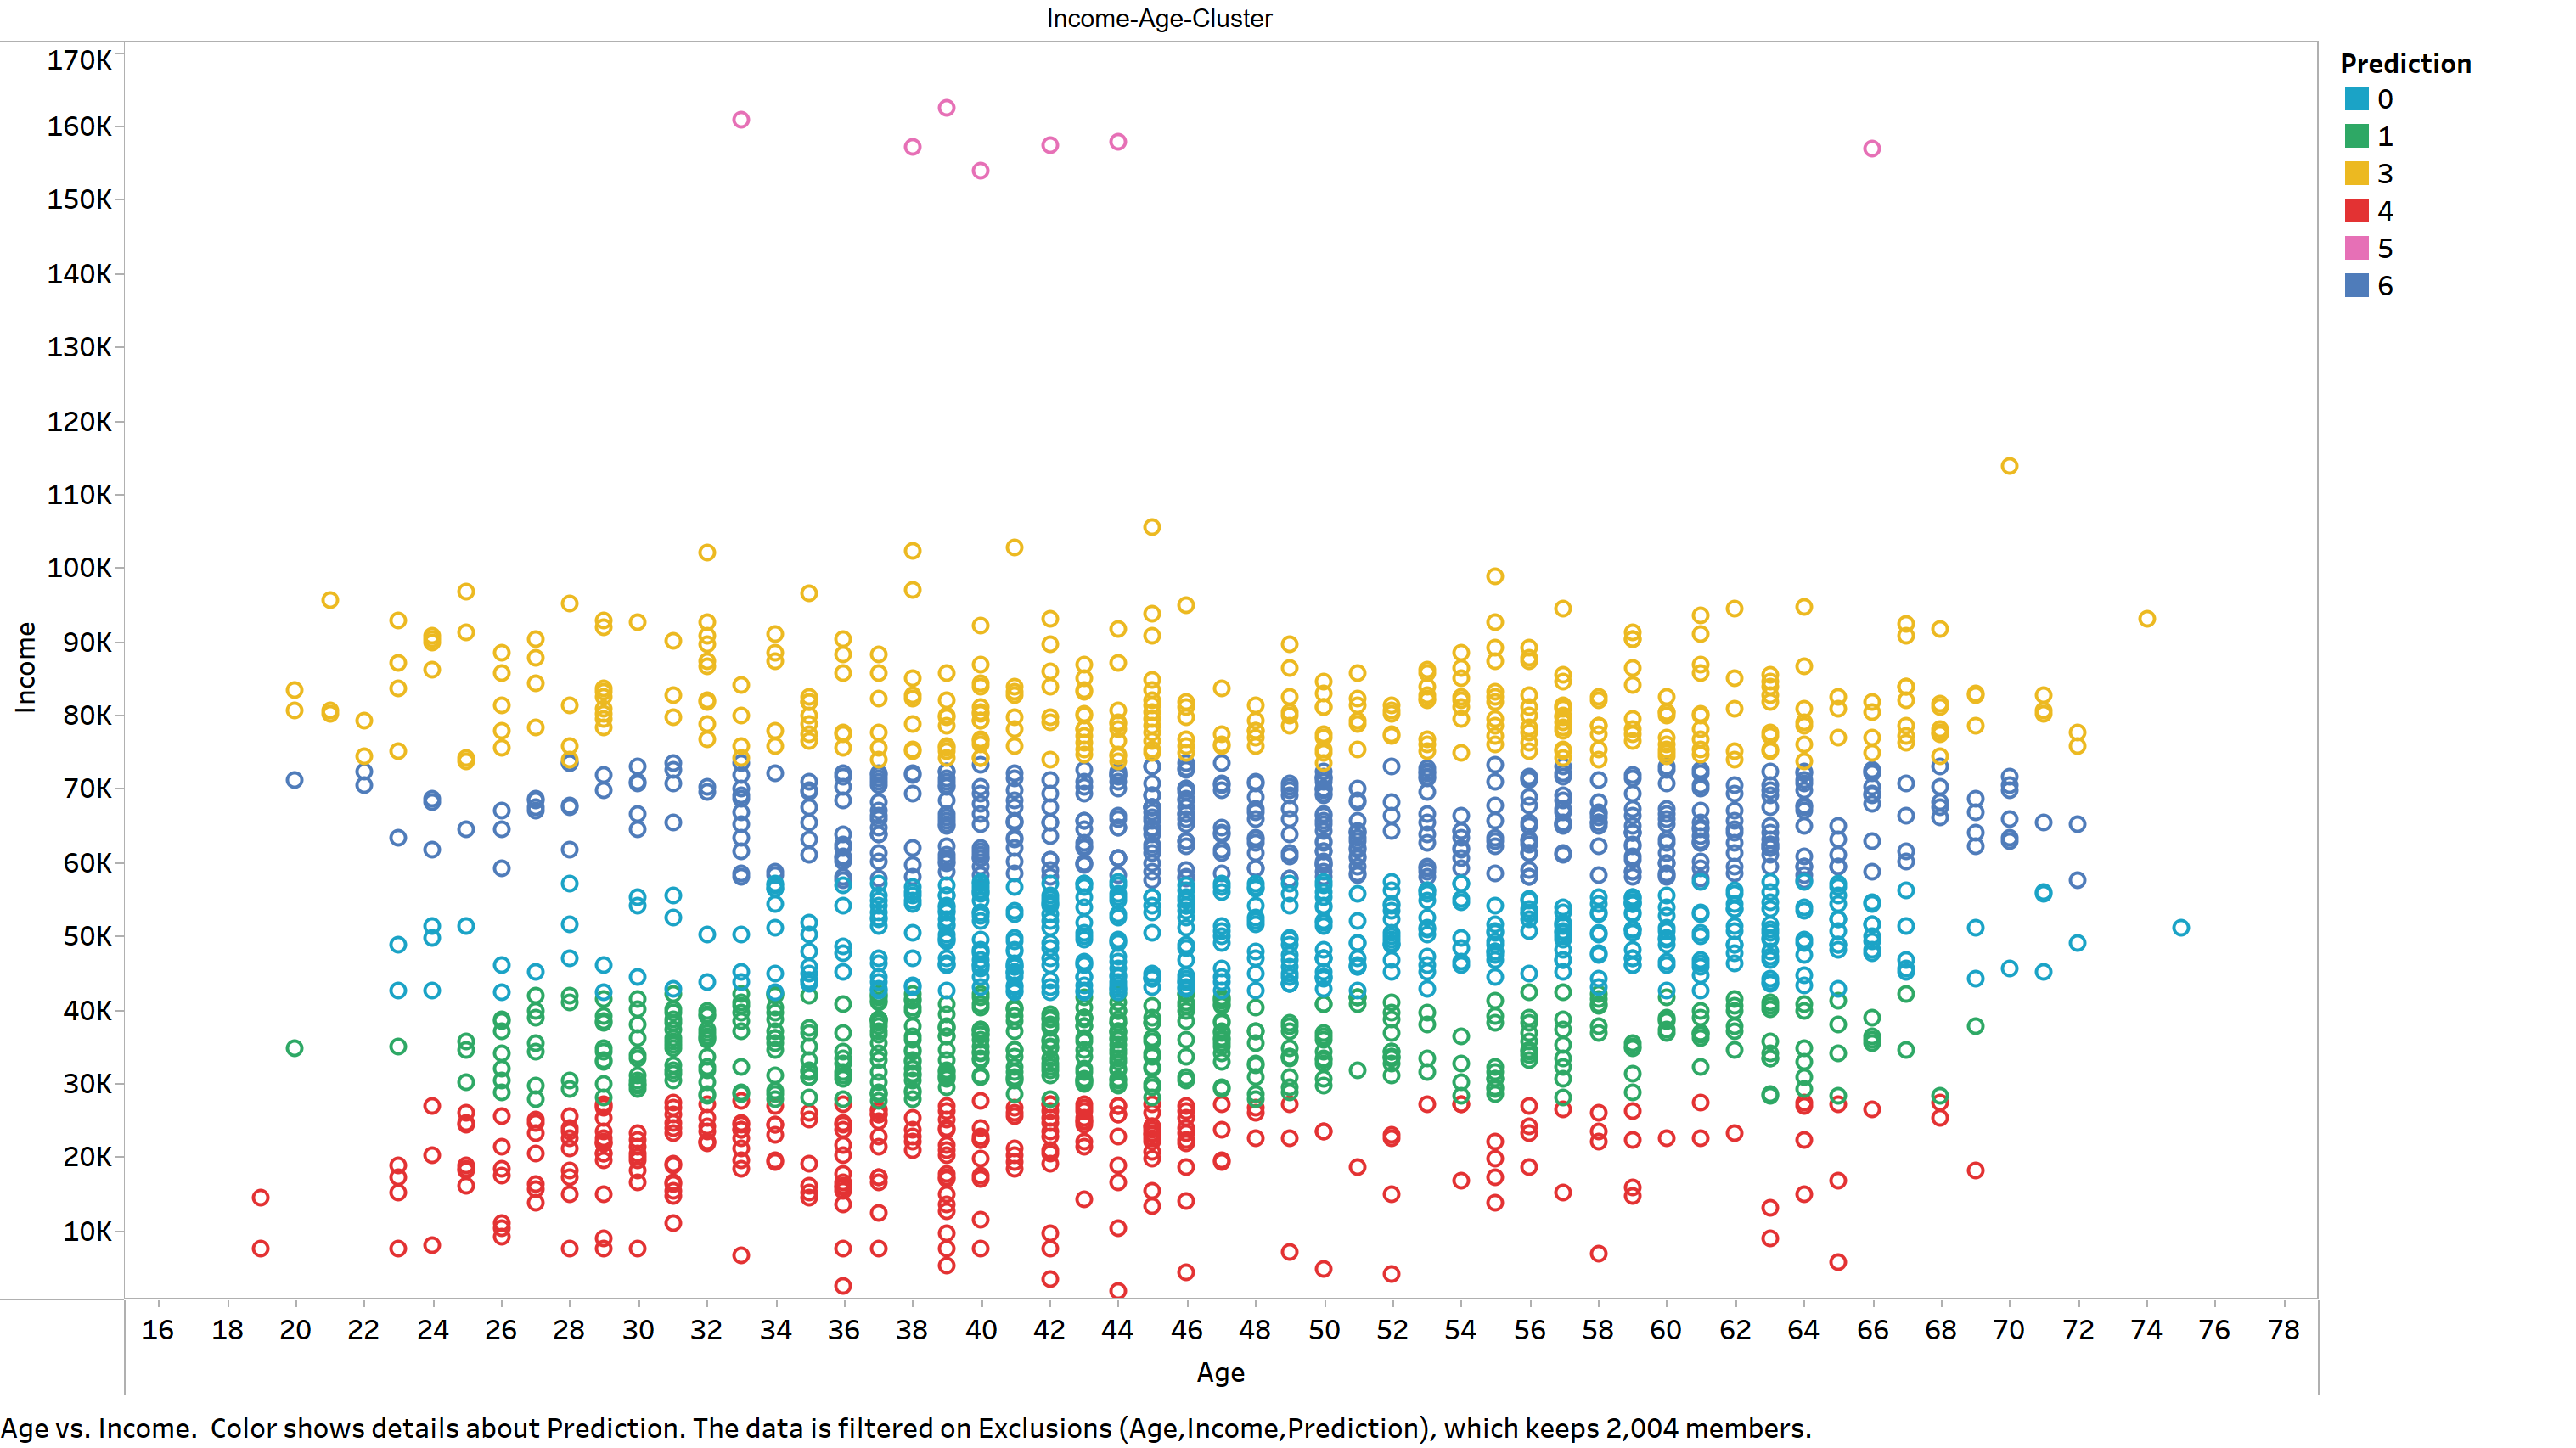 Income-Age-Cluster
170K
160K
150K
140K
130K
120K
110K
100K
90K
80K
70K
60K
50K
40K
30K
20K
10K
Income
16 18 20 22 24 26 28 30 32 34 36 38 40 42 44 46 48 50 52 54 56 58 60 62 64 66 68 70 72 74 76 78
Age
Prediction
0
1
3
4
5
6
Age vs. Income.  Color shows details about Prediction. The data is filtered on Exclusions (Age,Income,Prediction), which keeps 2,004 members.